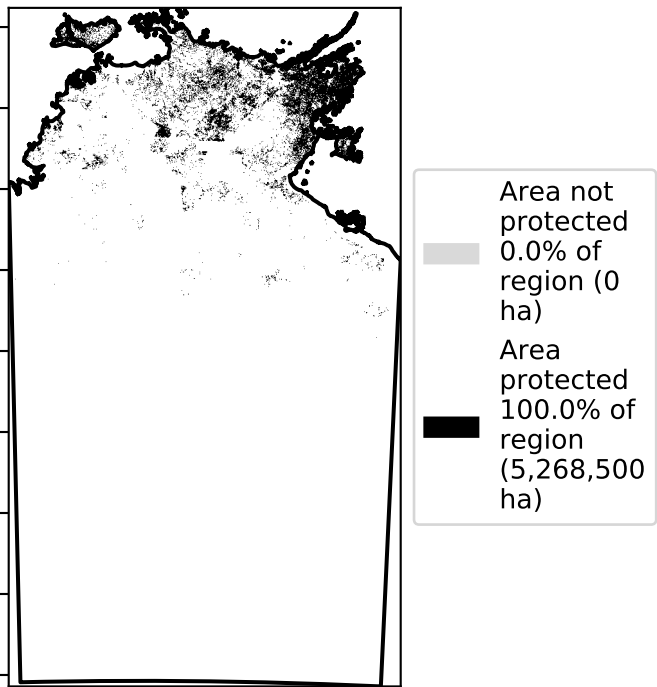 Area not
protected
0.0% of
region (0
ha)
Area
protected
100.0% of
region
(5,268,500
ha)